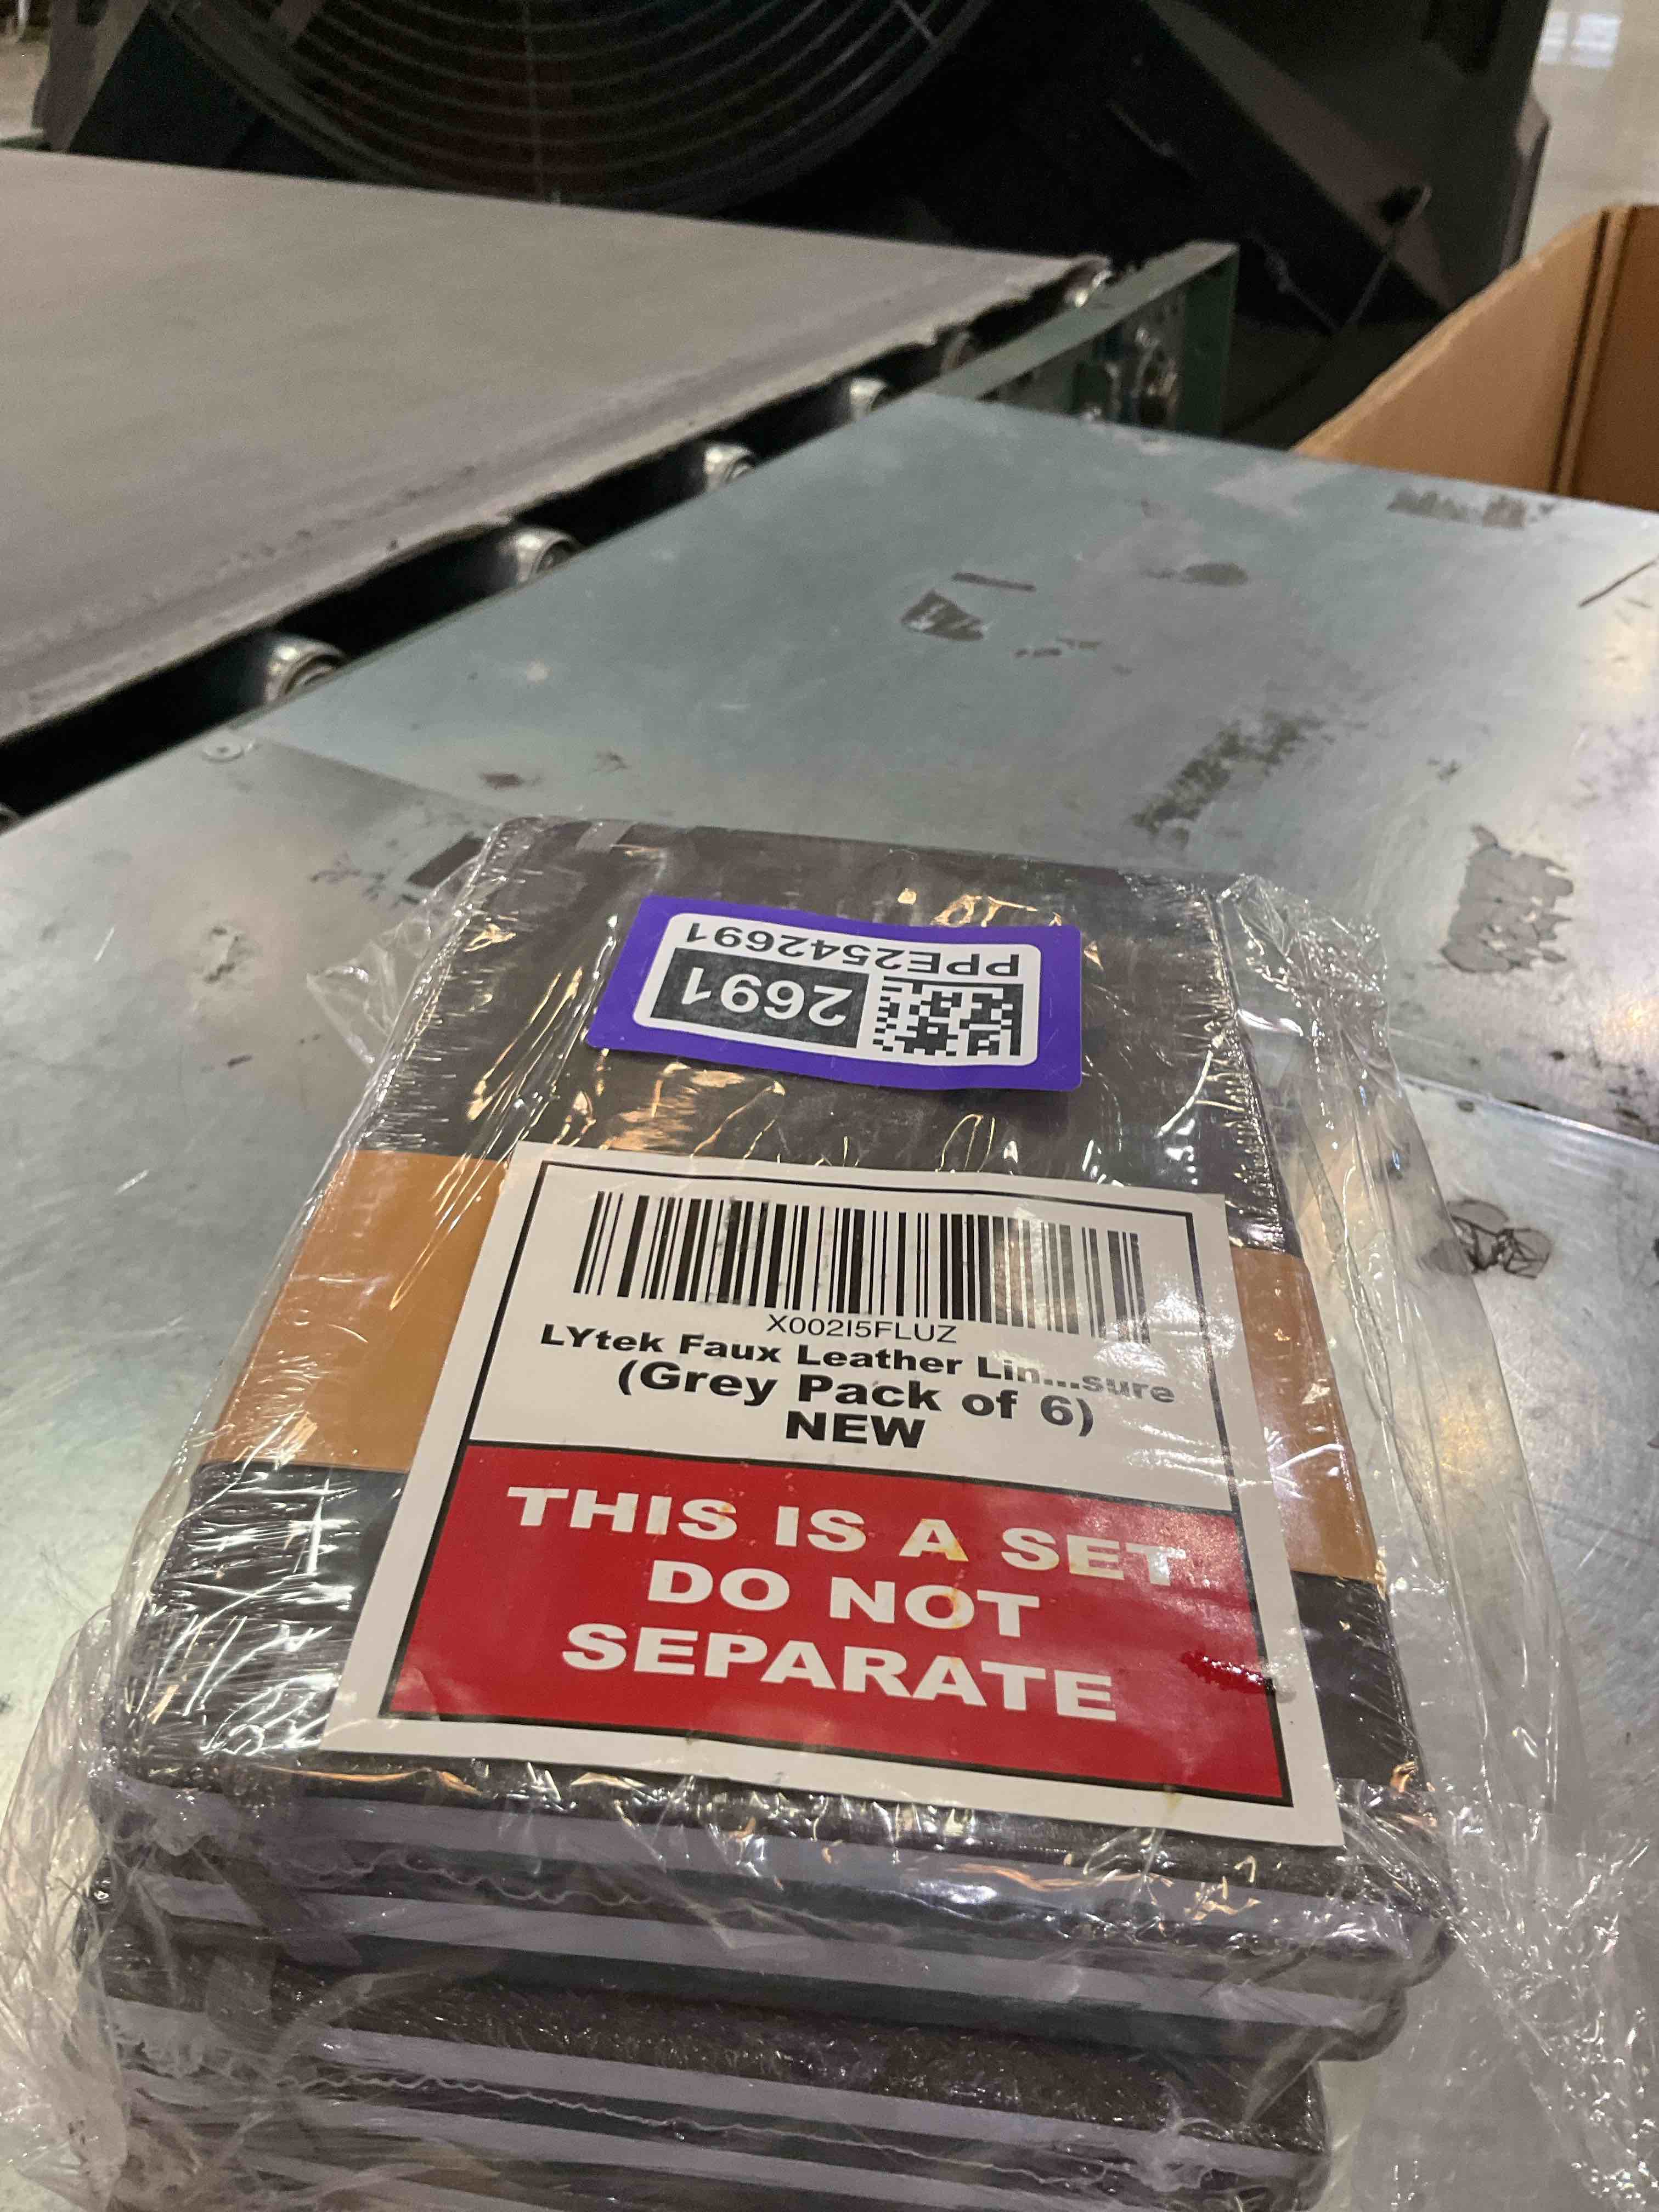 PPE2542691
2691
X002I5FLUZ
LYtek Faux Leather Lin...sure
(Grey Pack of 6)
NEW
THIS IS A SET
DO NOT
SEPARATE